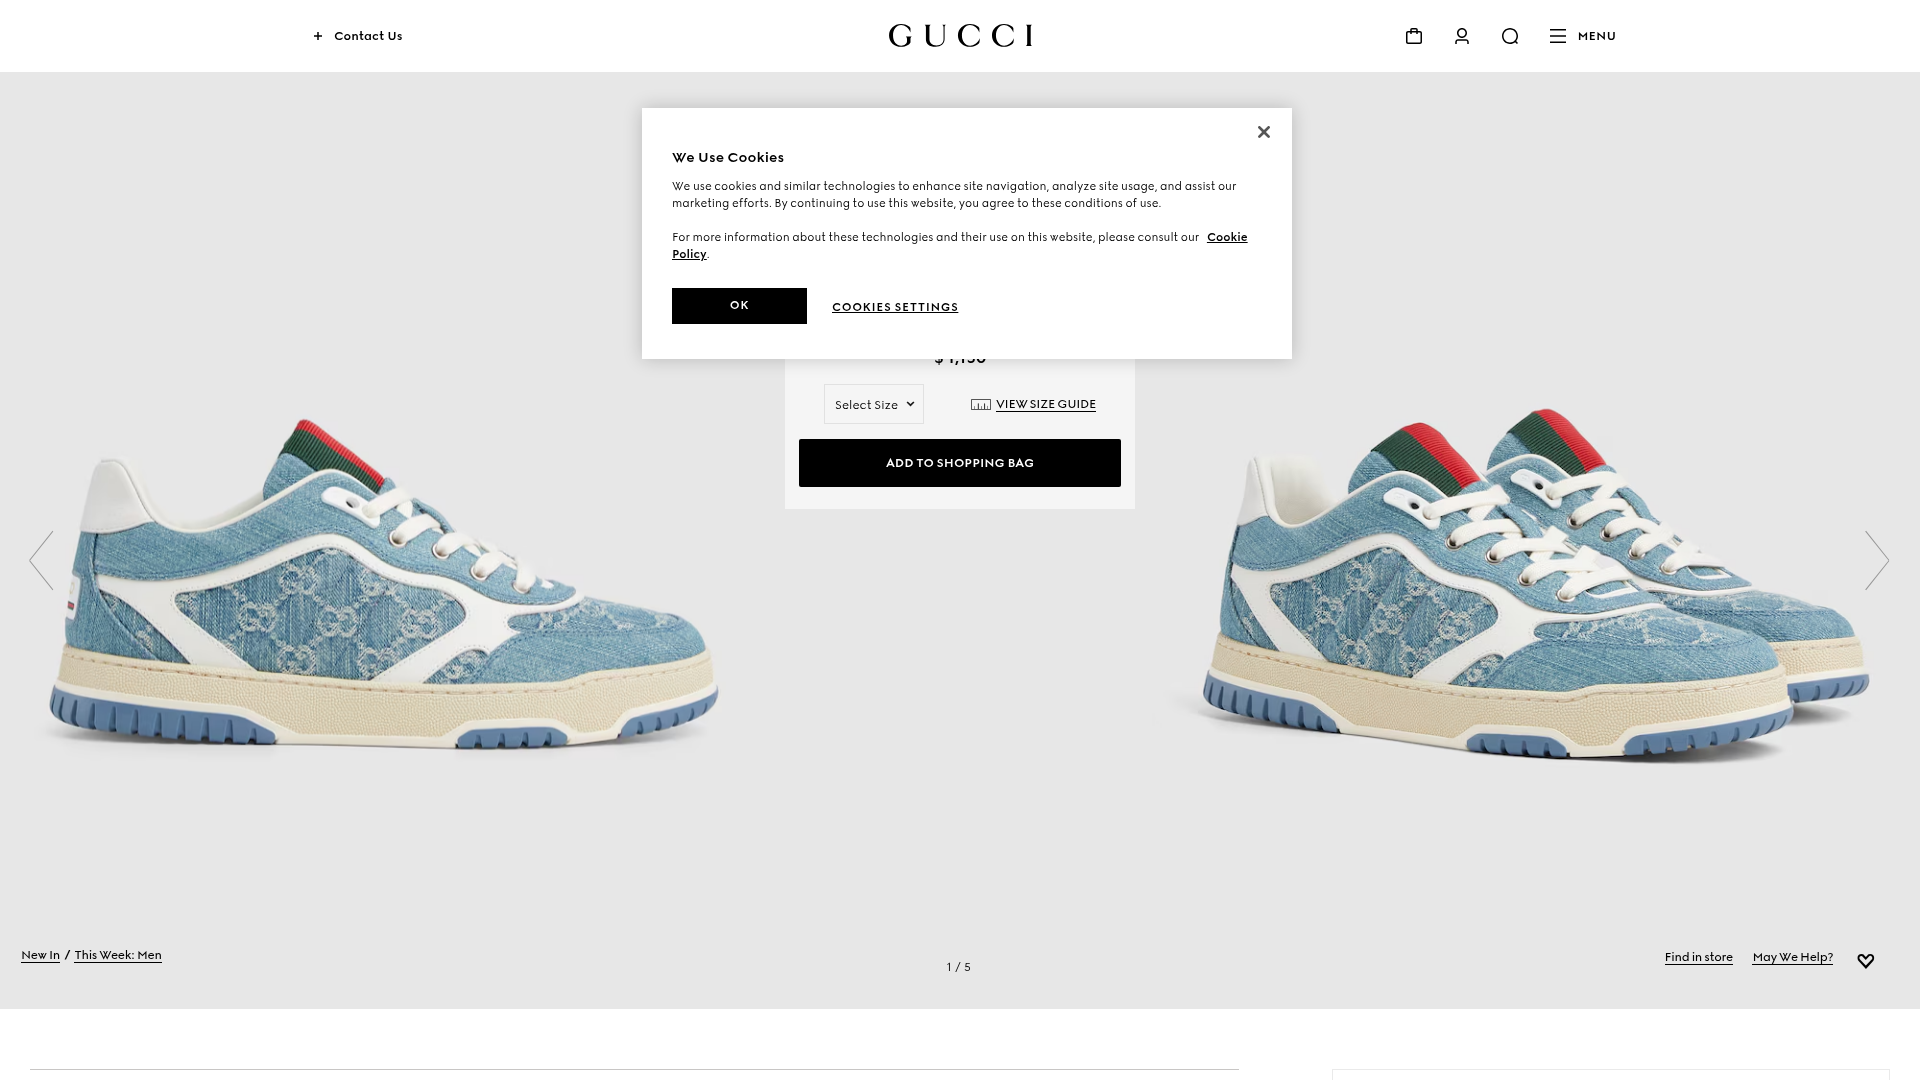 Contact Us
GUCCI
MENU
We Use Cookies
We use cookies and similar technologies to enhance site navigation, analyze site usage, and assist our
marketing efforts. By continuing to use this website, you agree to these conditions of use.
For more information about these technologies and their use on this website, please consult our Cookie
Policy.
OK
COOKIES SETTINGS
Select Size
VIEW SIZE GUIDE
ADD TO SHOPPING BAG
New In / This Week: Men
1 / 5
Find in store
May We Help?